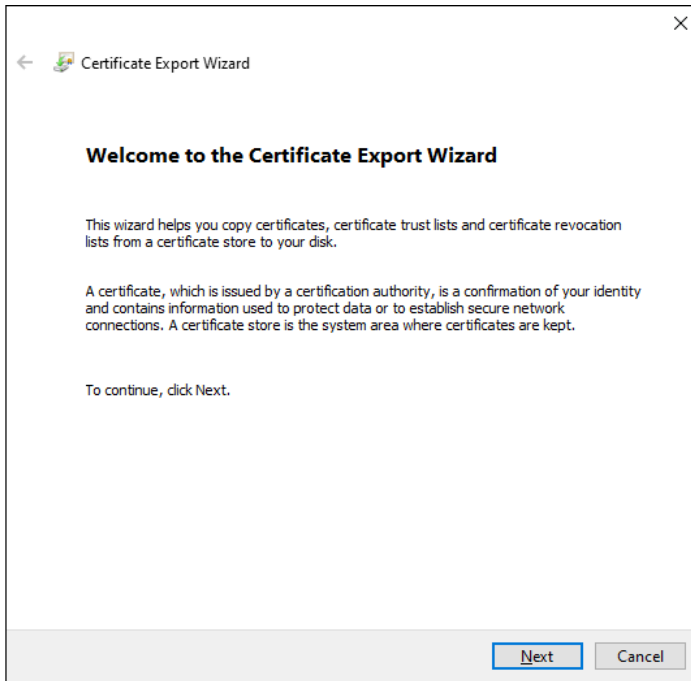 Certificate Export Wizard
Welcome to the Certificate Export Wizard
This wizard helps you copy certificates, certificate trust lists and certificate revocation
lists from a certificate store to your disk.
A certificate, which is issued by a certification authority, is a confirmation of your identity
and contains information used to protect data or to establish secure network
connections. A certificate store is the system area where certificates are kept.
To continue, click Next.
Next
Cancel